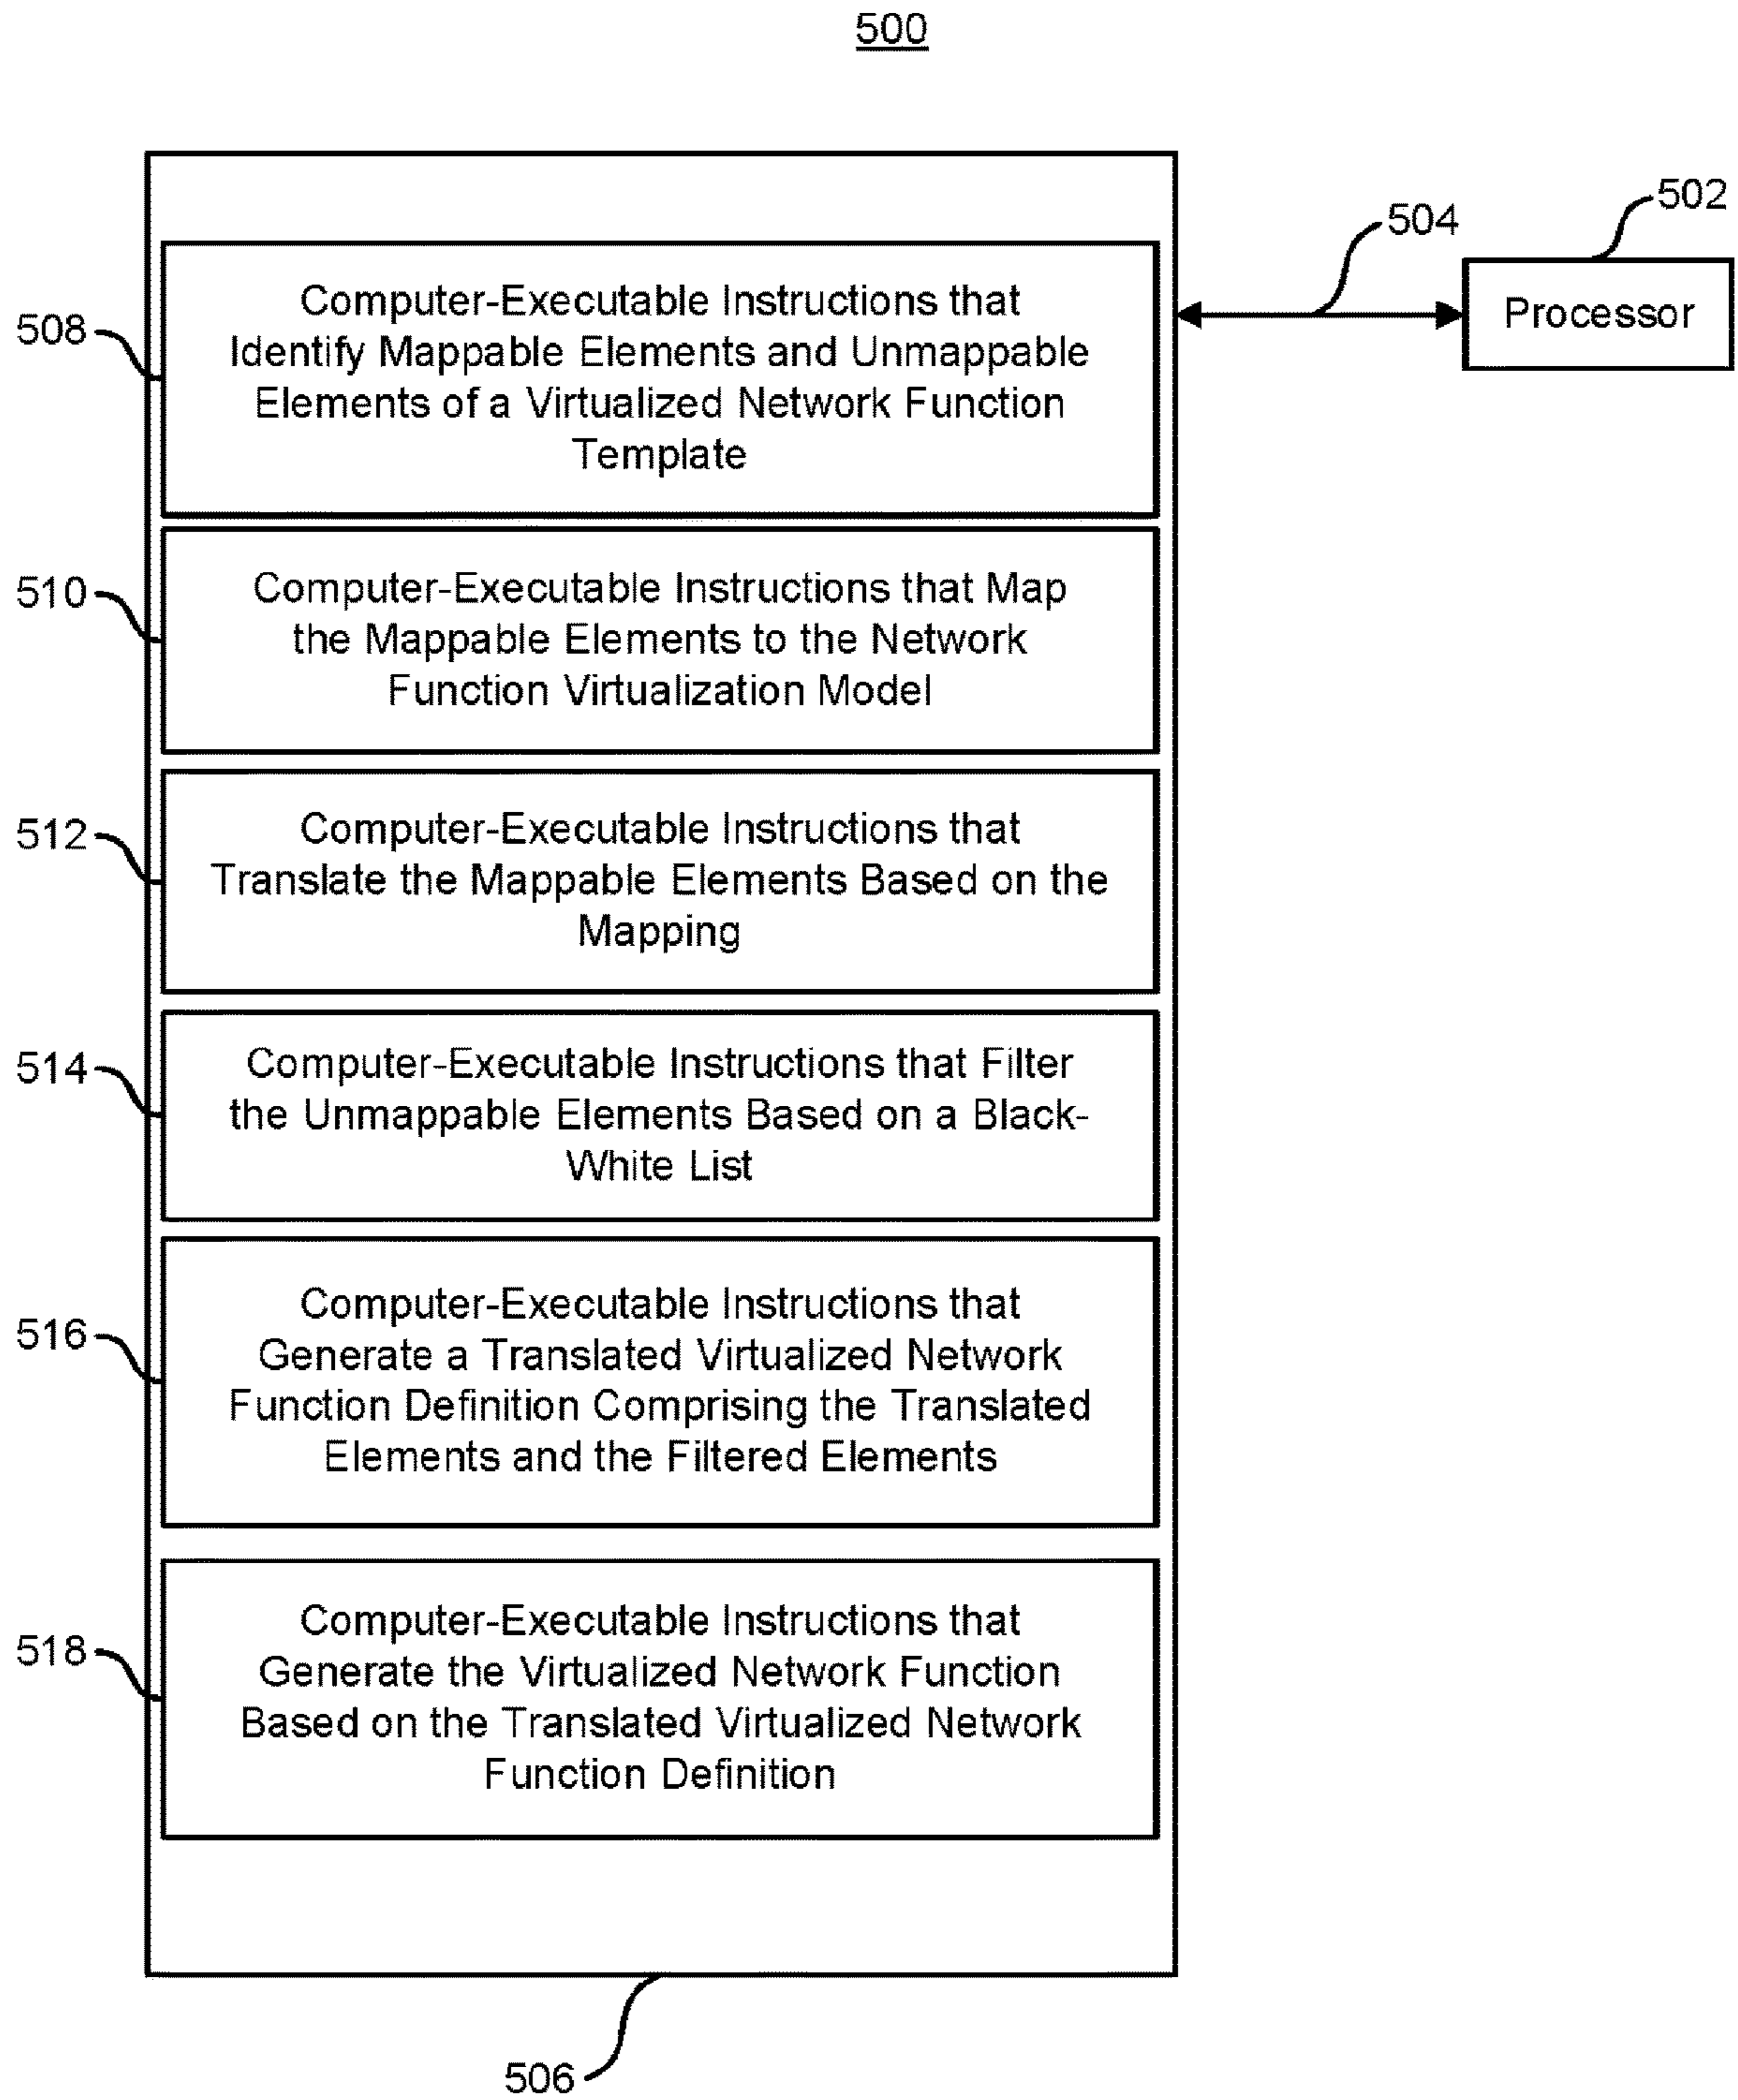 500
502
504
Processor
508
Computer-Executable Instructions that
Identify Mappable Elements and Unmappable
Elements of a Virtualized Network Function
Template
510
Computer-Executable Instructions that Map
the Mappable Elements to the Network
Function Virtualization Model
512
Computer-Executable Instructions that
Translate the Mappable Elements Based on the
Mapping
514
Computer-Executable Instructions that Filter
the Unmappable Elements Based on a Black-
White List
516
Computer-Executable Instructions that
Generate a Translated Virtualized Network
Function Definition Comprising the Translated
Elements and the Filtered Elements
518
Computer-Executable Instructions that
Generate the Virtualized Network Function
Based on the Translated Virtualized Network
Function Definition
506